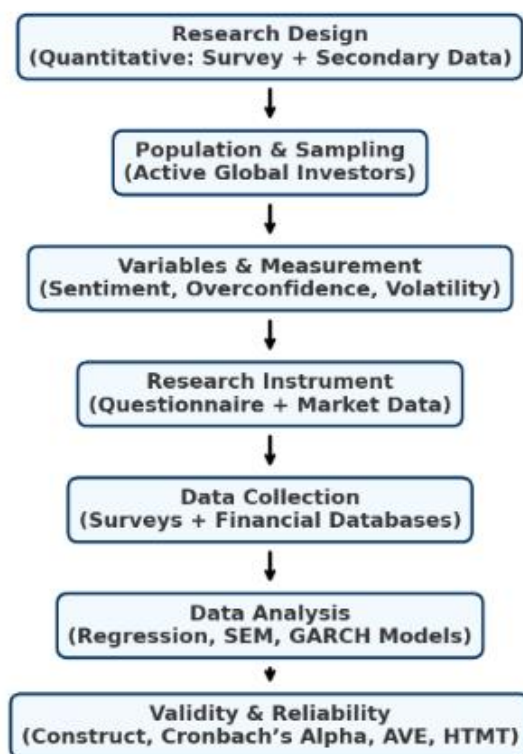 Research Design
(Quantitative: Survey + Secondary Data)
Population & Sampling
(Active Global Investors)
Variables & Measurement
(Sentiment, Overconfidence, Volatility)
Research Instrument
(Questionnaire + Market Data)
Data Collection
(Surveys + Financial Databases)
Data Analysis
(Regression, SEM, GARCH Models)
Validity & Reliability
(Construct, Cronbach’s Alpha, AVE, HTMT)